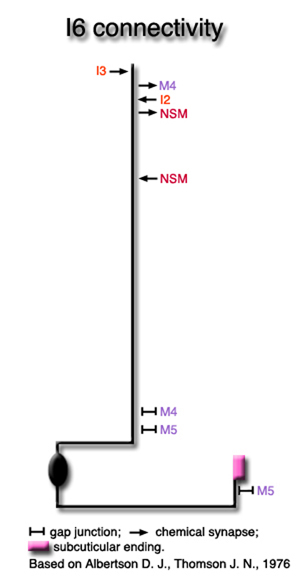 I6 connectivity
I3
M4
I2
NSM
NSM
M4
M5
M5
gap junction; chemical synapse;
subcuticular ending.
Based on Albertson D. J., Thomson J. N., 1976